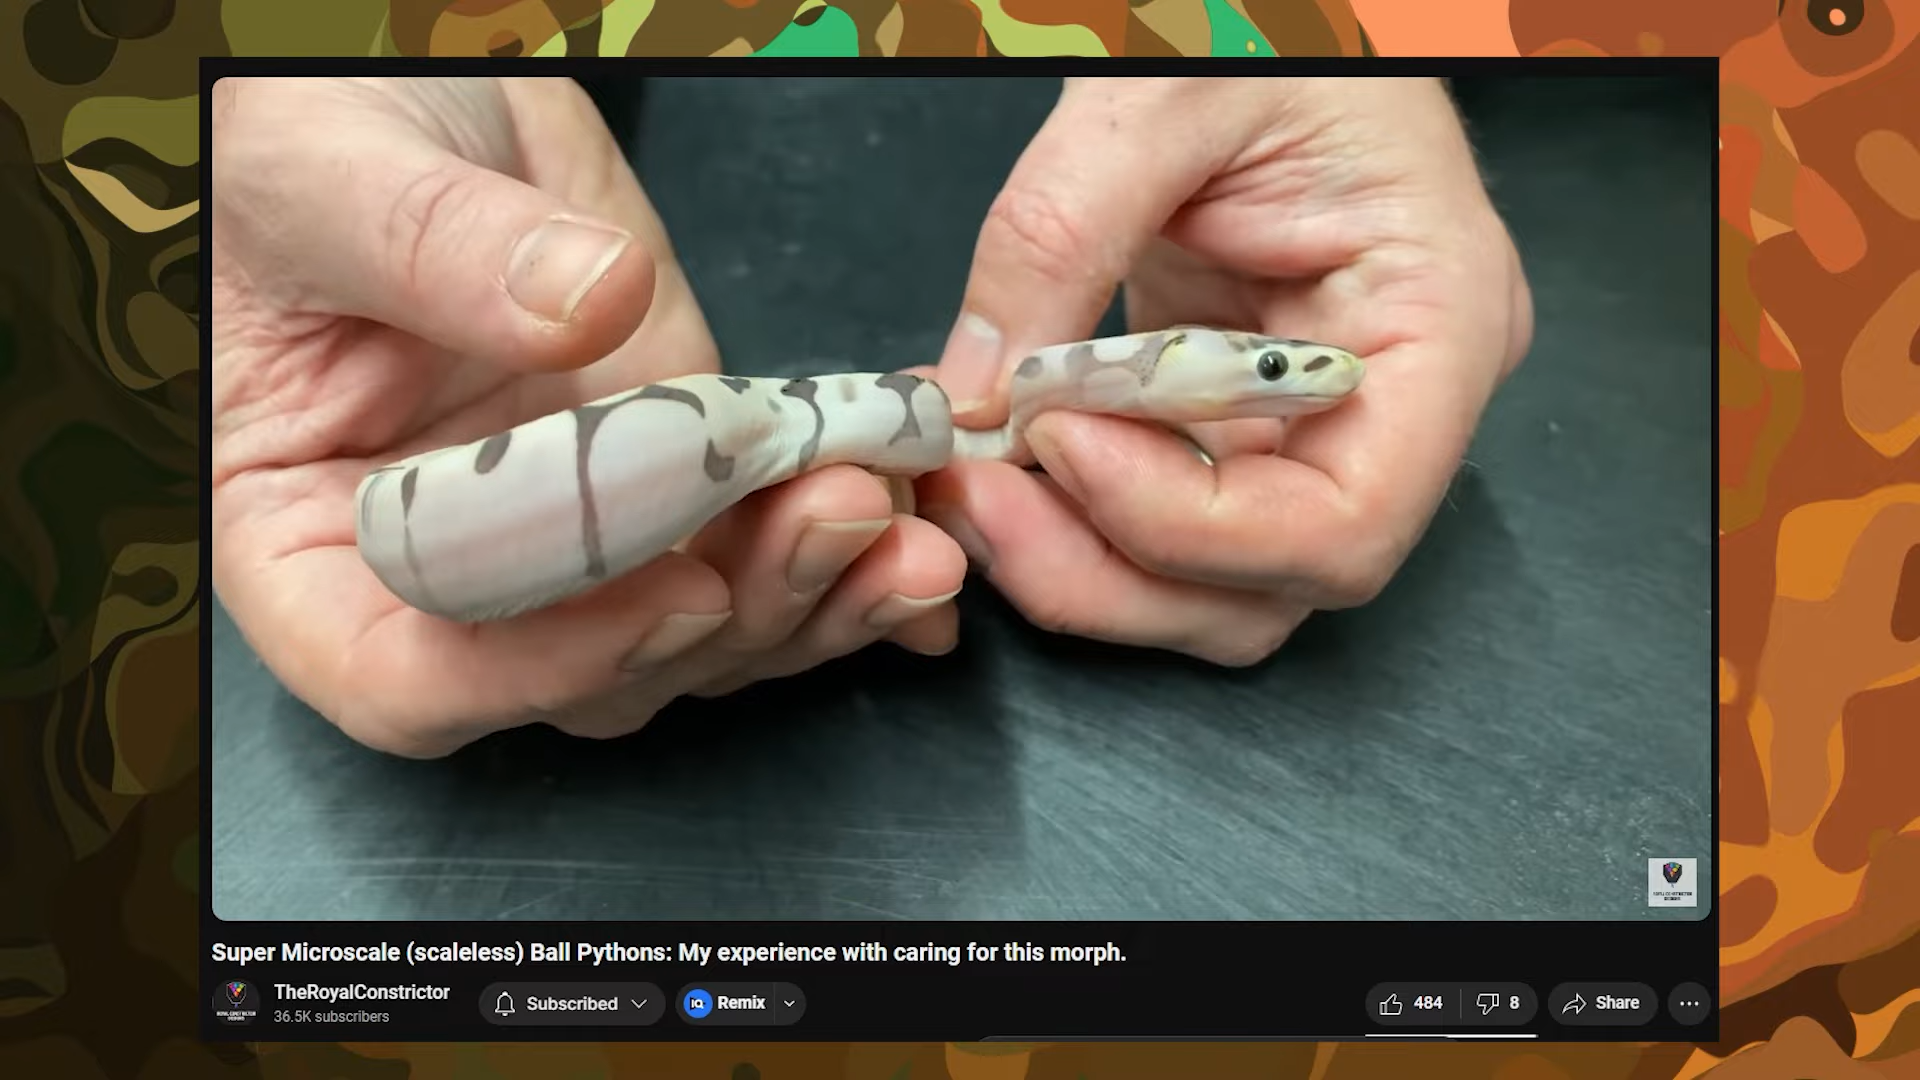 Super Microscale (scaleless) Ball Pythons: My experience with caring for this morph.
TheRoyalConstrictor
36.5K subscribers
Subscribed
IQ Remix
484
8
Share